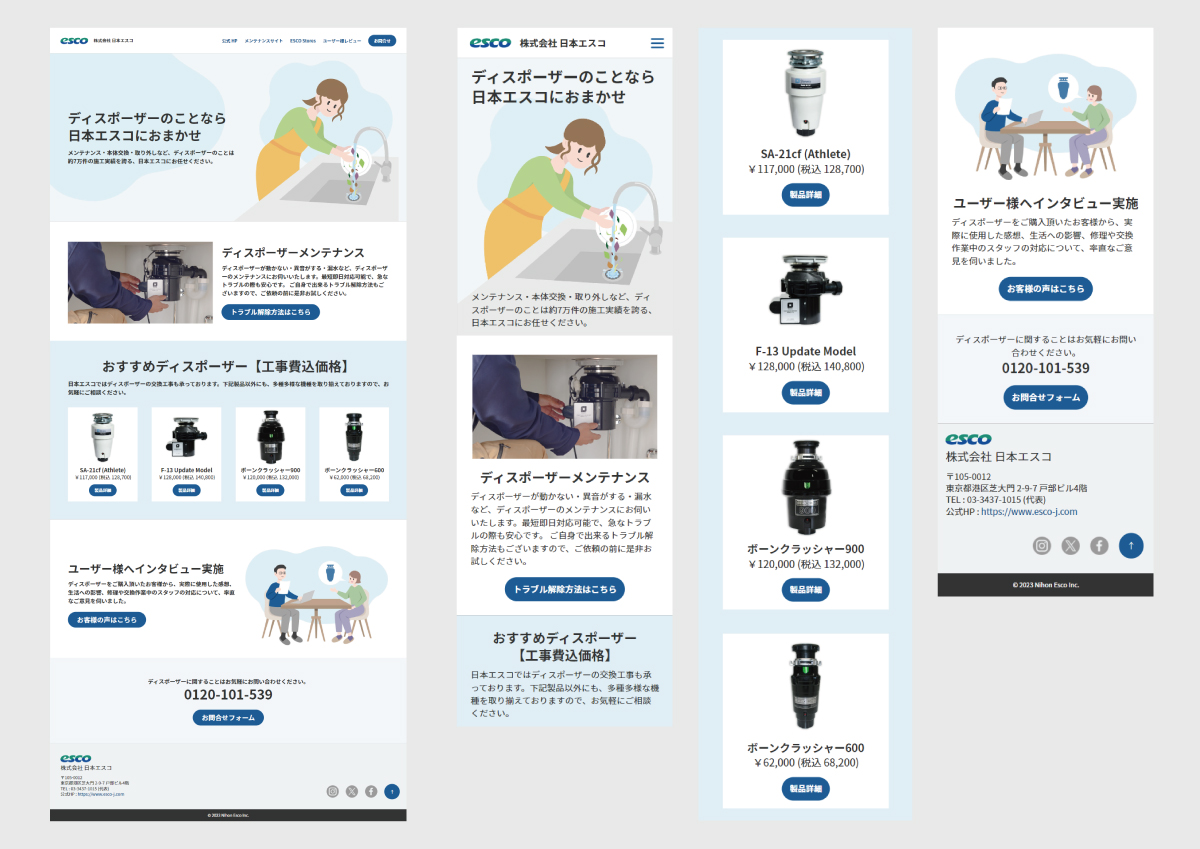 esco 株式会社 日本エスコ
公式 HP メンテナンスサイト ESCO Stores ユーザー様レビュー お問合せ
ディスポーザーのことなら
日本エスコにおまかせ
メンテナンス・本体交換・取り外しなど、ディスポーザーのことは
約7万件の施工実績を誇る、日本エスコにお任せください。
ディスポーザーメンテナンス
ディスポーザーが動かない・異音がする・漏水など、ディスポーザ
ーのメンテナンスにお伺いいたします。最短即日対応可能で、急な
トラブルの際も安心です。 ご自身で出来るトラブル解除方法もご
ざいますので、ご依頼の前に是非お試しください。
トラブル解除方法はこちら
おすすめディスポーザー【工事費込価格】
日本エスコではディスポーザーの交換工事も承っております。下記製品以外にも、多種多様な機種を取り揃えておりますので、お
気軽にご相談ください。
SA-21cf (Athlete)
￥117,000 (税込 128,700)
製品詳細
F-13 Update Model
￥128,000 (税込 140,800)
製品詳細
ボーンクラッシャー900
￥120,000 (税込 132,000)
製品詳細
ボーンクラッシャー600
￥62,000 (税込 68,200)
製品詳細
ユーザー様へインタビュー実施
ディスポーザーをご購入頂いたお客様から、実際に使用した感想、
生活への影響、修理や交換作業中のスタッフの対応について、率直
なご意見を伺いました。
お客様の声はこちら
ディスポーザーに関することはお気軽にお問い合わせください。
0120-101-539
お問合せフォーム
esco
株式会社 日本エスコ
〒105-0012
東京都港区芝大門 2-9-7 戸部ビル4階
TEL : 03-3437-1015 (代表)
公式HP : https://www.esco-j.com
↑
© 2023 Nihon Esco Inc.
esco 株式会社 日本エスコ
ディスポーザーのことなら
日本エスコにおまかせ
メンテナンス・本体交換・取り外しなど、ディ
スポーザーのことは約7万件の施工実績を誇る、
日本エスコにお任せください。
ディスポーザーメンテナンス
ディスポーザーが動かない・異音がする・漏水
など、ディスポーザーのメンテナンスにお伺い
いたします。最短即日対応可能で、急なトラブ
ルの際も安心です。 ご自身で出来るトラブル解
除方法もございますので、ご依頼の前に是非お
試しください。
トラブル解除方法はこちら
おすすめディスポーザー
【工事費込価格】
日本エスコではディスポーザーの交換工事も承
っております。下記製品以外にも、多種多様な機
種を取り揃えておりますので、お気軽にご相談
ください。
SA-21cf (Athlete)
￥117,000 (税込 128,700)
製品詳細
F-13 Update Model
￥128,000 (税込 140,800)
製品詳細
ボーンクラッシャー900
￥120,000 (税込 132,000)
製品詳細
ボーンクラッシャー600
￥62,000 (税込 68,200)
製品詳細
ユーザー様へインタビュー実施
ディスポーザーをご購入頂いたお客様から、実
際に使用した感想、生活への影響、修理や交換
作業中のスタッフの対応について、率直なご意
見を伺いました。
お客様の声はこちら
ディスポーザーに関することはお気軽にお問い
合わせください。
0120-101-539
お問合せフォーム
esco
株式会社 日本エスコ
〒105-0012
東京都港区芝大門 2-9-7 戸部ビル4階
TEL : 03-3437-1015 (代表)
公式HP : https://www.esco-j.com
↑
© 2023 Nihon Esco Inc.